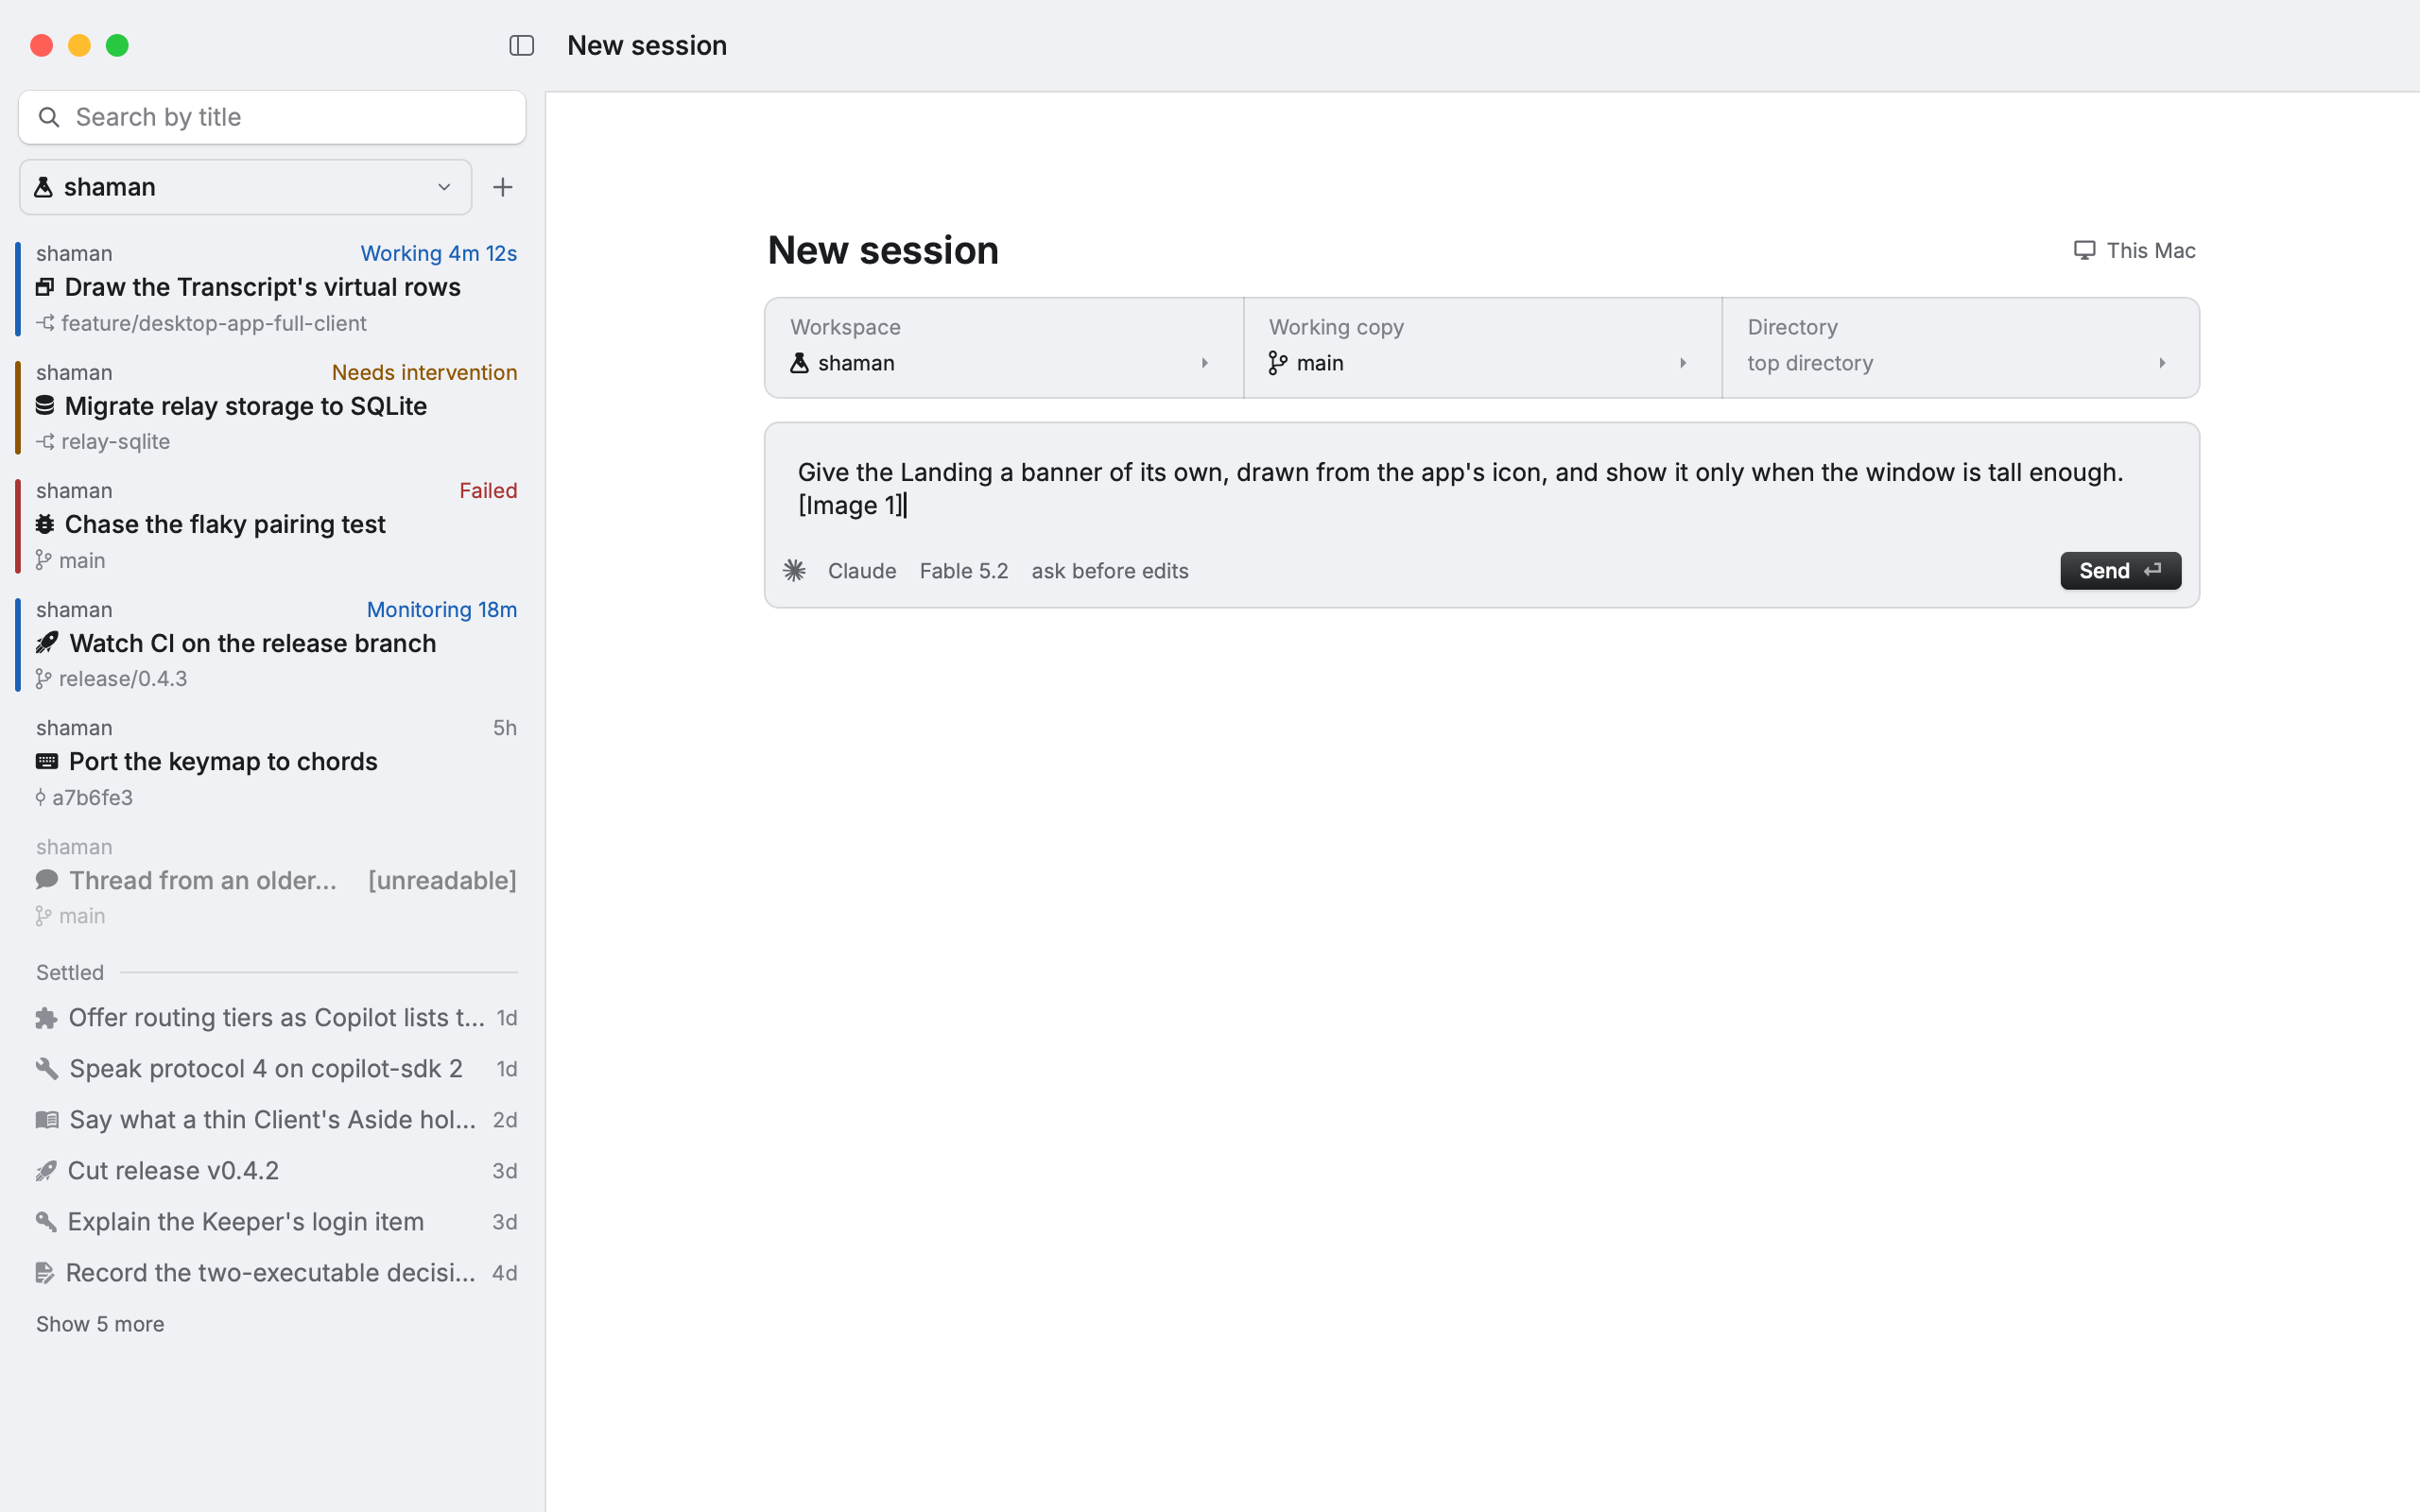 New session
Search by title
shaman
shaman Working 4m 12s
Draw the Transcript's virtual rows
feature/desktop-app-full-client
shaman Needs intervention
Migrate relay storage to SQLite
relay-sqlite
shaman Failed
Chase the flaky pairing test
main
shaman Monitoring 18m
Watch CI on the release branch
release/0.4.3
shaman 5h
Port the keymap to chords
a7b6fe3
shaman
Thread from an older... [unreadable]
main
Settled
Offer routing tiers as Copilot lists t... 1d
Speak protocol 4 on copilot-sdk 2 1d
Say what a thin Client's Aside hol... 2d
Cut release v0.4.2 3d
Explain the Keeper's login item 3d
Record the two-executable decisi... 4d
Show 5 more
New session This Mac
Workspace Working copy Directory
shaman main top directory
Give the Landing a banner of its own, drawn from the app's icon, and show it only when the window is tall enough.
[Image 1]
Claude Fable 5.2 ask before edits Send